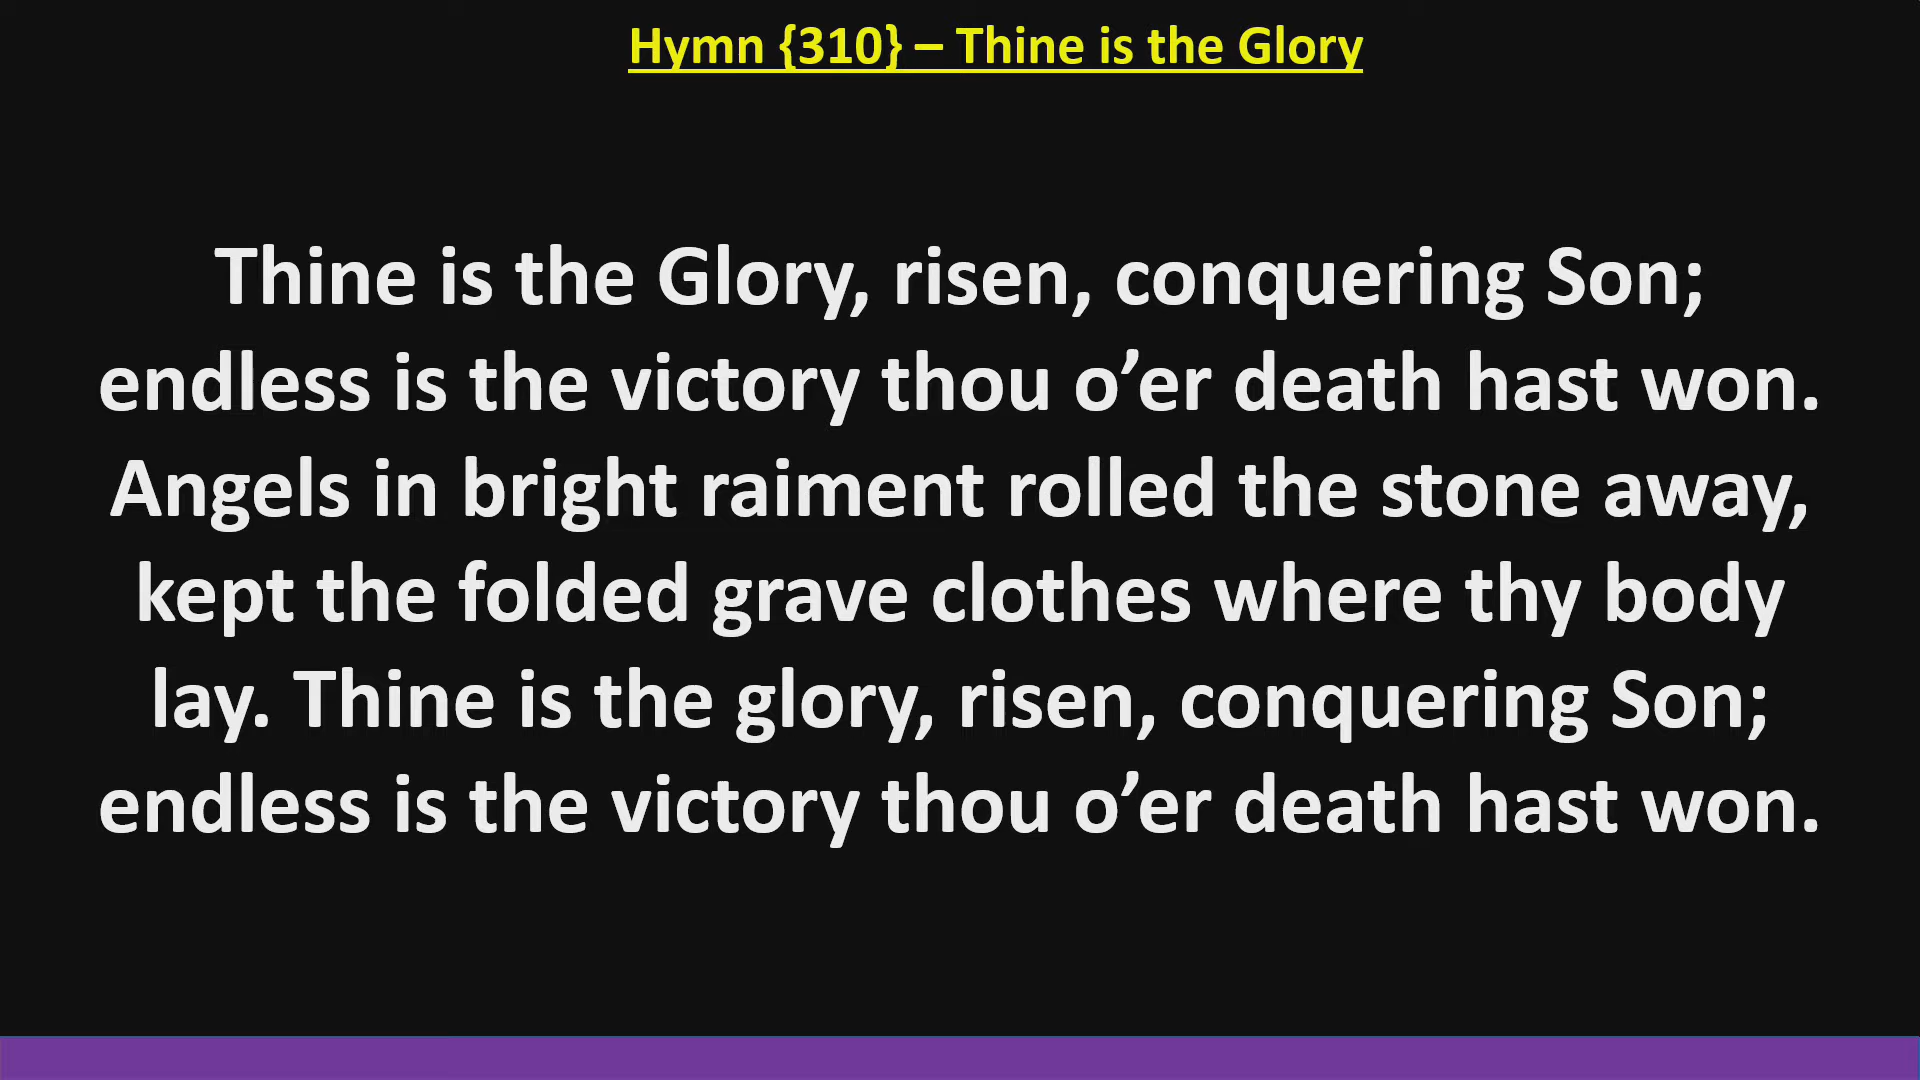 Hymn {310} – Thine is the Glory
Thine is the Glory, risen, conquering Son;
endless is the victory thou o’er death hast won.
Angels in bright raiment rolled the stone away,
kept the folded grave clothes where thy body
lay. Thine is the glory, risen, conquering Son;
endless is the victory thou o’er death hast won.